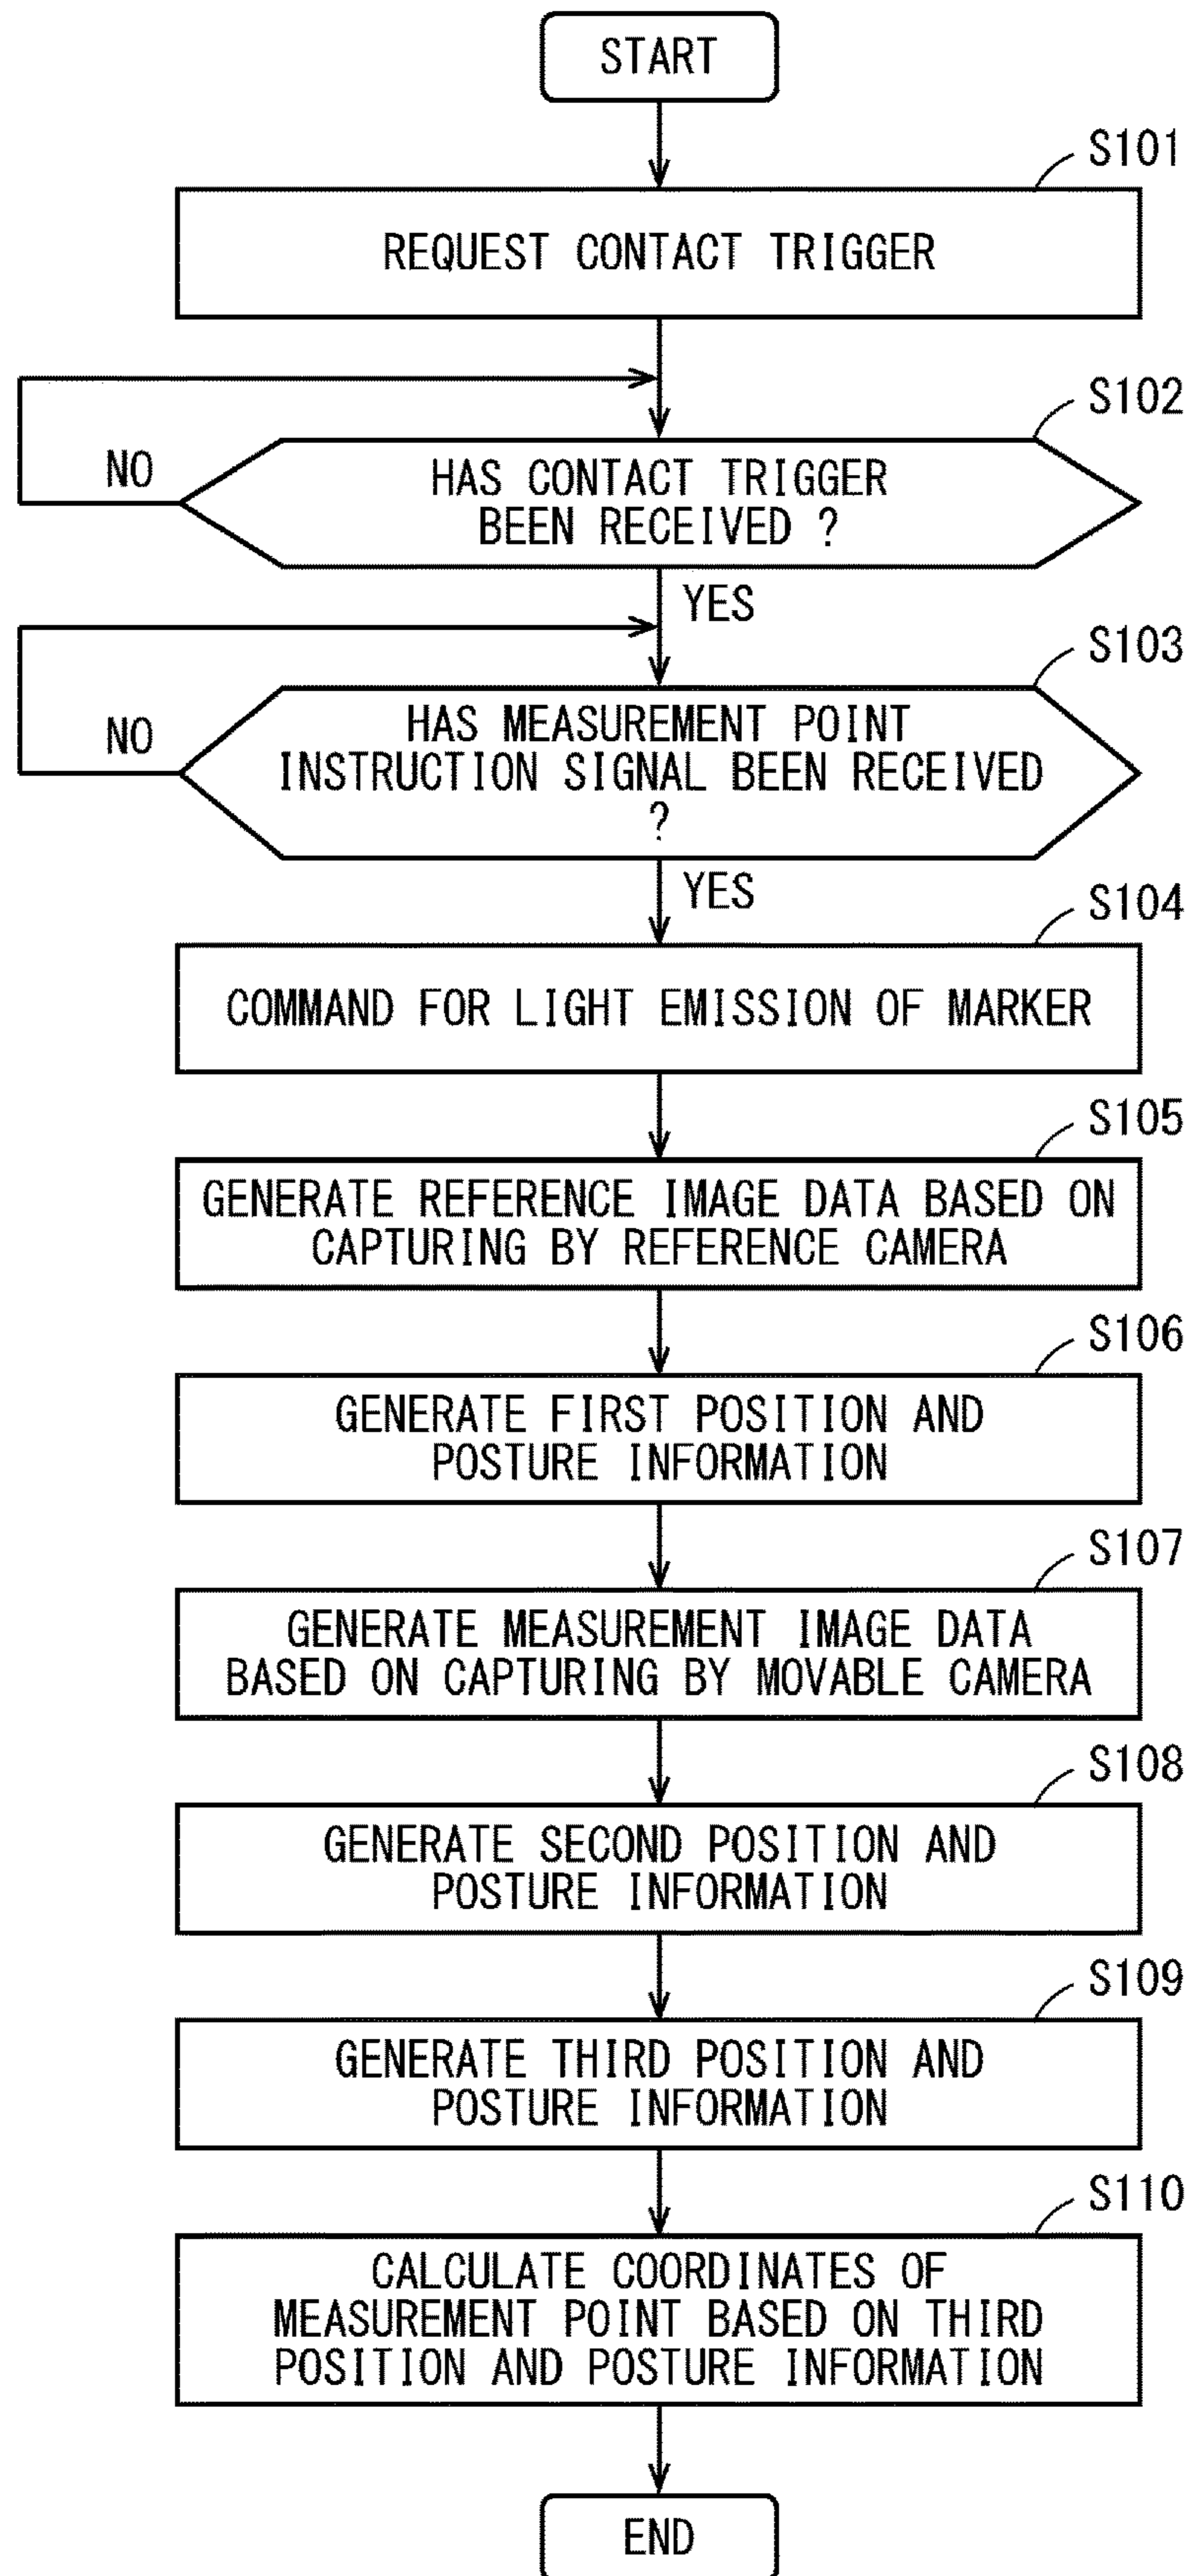 START
S101
REQUEST CONTACT TRIGGER
S102
NO
HAS CONTACT TRIGGER
BEEN RECEIVED ?
YES
S103
NO
HAS MEASUREMENT POINT
INSTRUCTION SIGNAL BEEN RECEIVED
?
YES
S104
COMMAND FOR LIGHT EMISSION OF MARKER
S105
GENERATE REFERENCE IMAGE DATA BASED ON
CAPTURING BY REFERENCE CAMERA
S106
GENERATE FIRST POSITION AND
POSTURE INFORMATION
S107
GENERATE MEASUREMENT IMAGE DATA
BASED ON CAPTURING BY MOVABLE CAMERA
S108
GENERATE SECOND POSITION AND
POSTURE INFORMATION
S109
GENERATE THIRD POSITION AND
POSTURE INFORMATION
S110
CALCULATE COORDINATES OF
MEASUREMENT POINT BASED ON THIRD
POSITION AND POSTURE INFORMATION
END